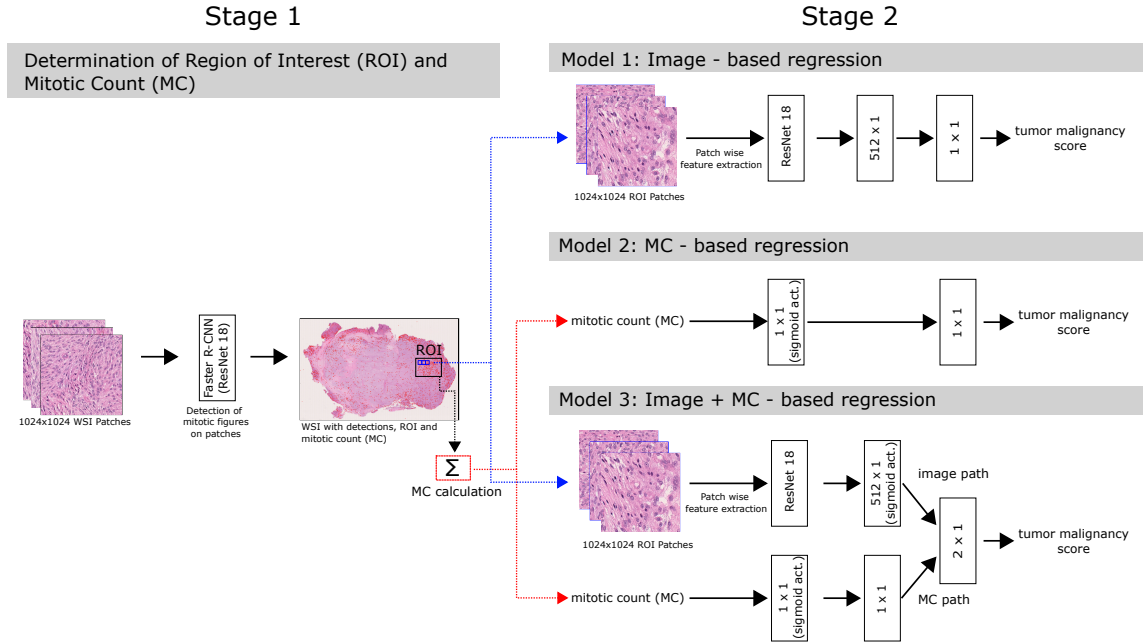 Stage 1
Determination of Region of Interest (ROI) and
Mitotic Count (MC)
1024x1024 WSI Patches
Faster R-CNN
(ResNet 18)
Detection of
mitotic figures
on patches
ROI
WSI with detections, ROI and
mitotic count (MC)
Σ
MC calculation
Stage 2
Model 1: Image - based regression
1024x1024 ROI Patches
Patch wise
feature extraction
ResNet 18
512 x 1
1 x 1
tumor malignancy
score
Model 2: MC - based regression
mitotic count (MC)
1 x 1
(sigmoid act.)
1 x 1
tumor malignancy
score
Model 3: Image + MC - based regression
1024x1024 ROI Patches
Patch wise
feature extraction
ResNet 18
512 x 1
(sigmoid act.)
image path
mitotic count (MC)
1 x 1
(sigmoid act.)
1 x 1
MC path
2 x 1
tumor malignancy
score